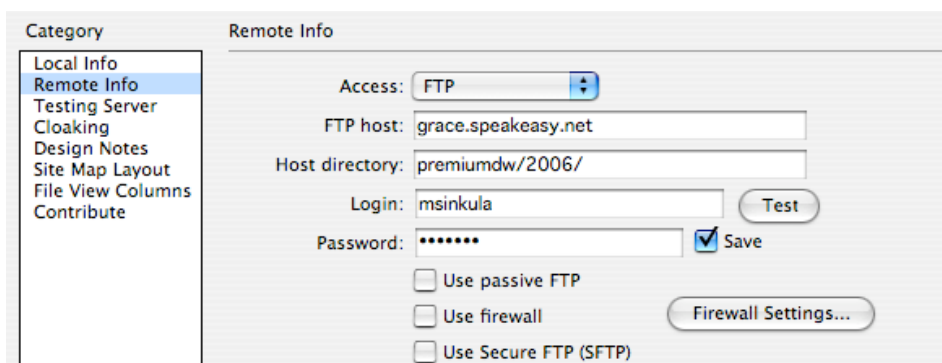 Category
Local Info
Remote Info
Testing Server
Cloaking
Design Notes
Site Map Layout
File View Columns
Contribute
Remote Info
Access: FTP
FTP host: grace.speakeasy.net
Host directory: premiumdw/2006/
Login: msinkula Test
Password: ••••••• Save
Use passive FTP
Use firewall Firewall Settings...
Use Secure FTP (SFTP)